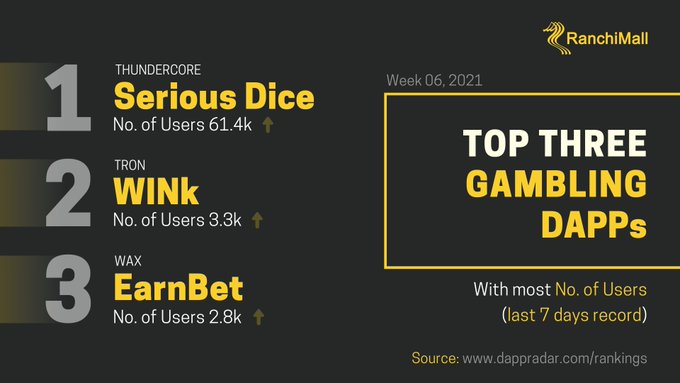 RanchiMall
Week 06, 2021
TOP THREE
GAMBLING
DAPPs
With most No. of Users
(last 7 days record)
1
THUNDERCORE
Serious Dice
No. of Users 61.4k
2
TRON
WINk
No. of Users 3.3k
3
WAX
EarnBet
No. of Users 2.8k
Source: www.dappradar.com/rankings